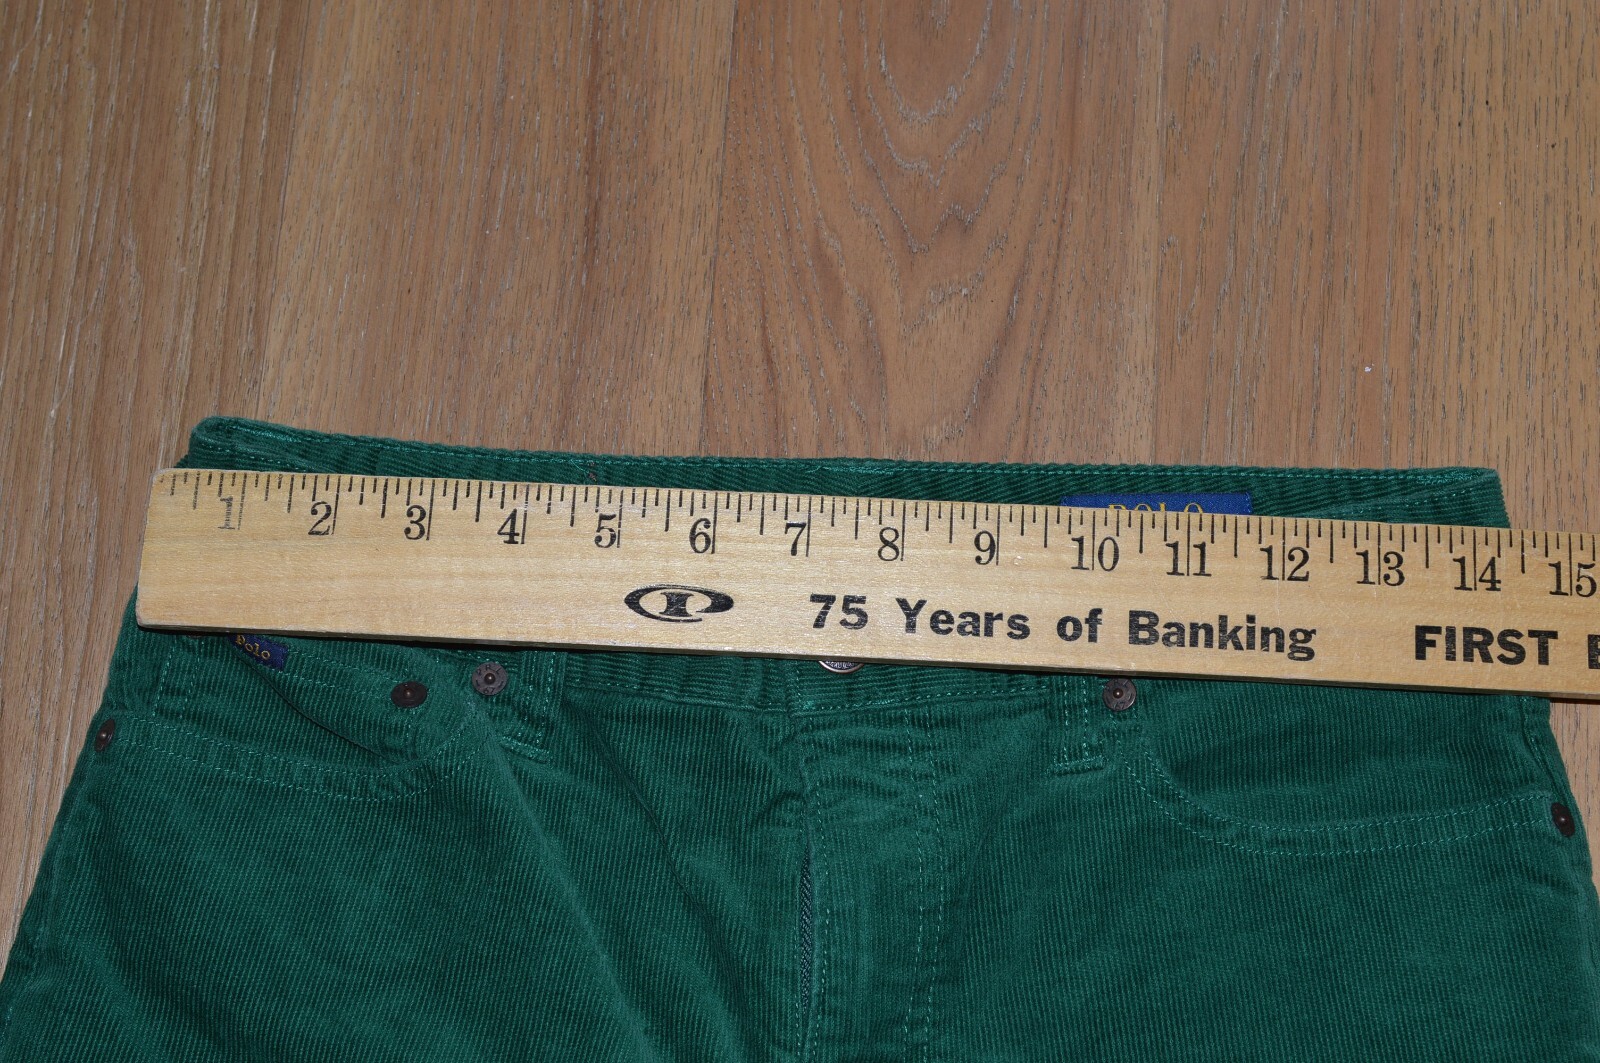 POLO
1 2 3 4 5 6 7 8 9 10 11 12 13 14 15
75 Years of Banking FIRST
Polo